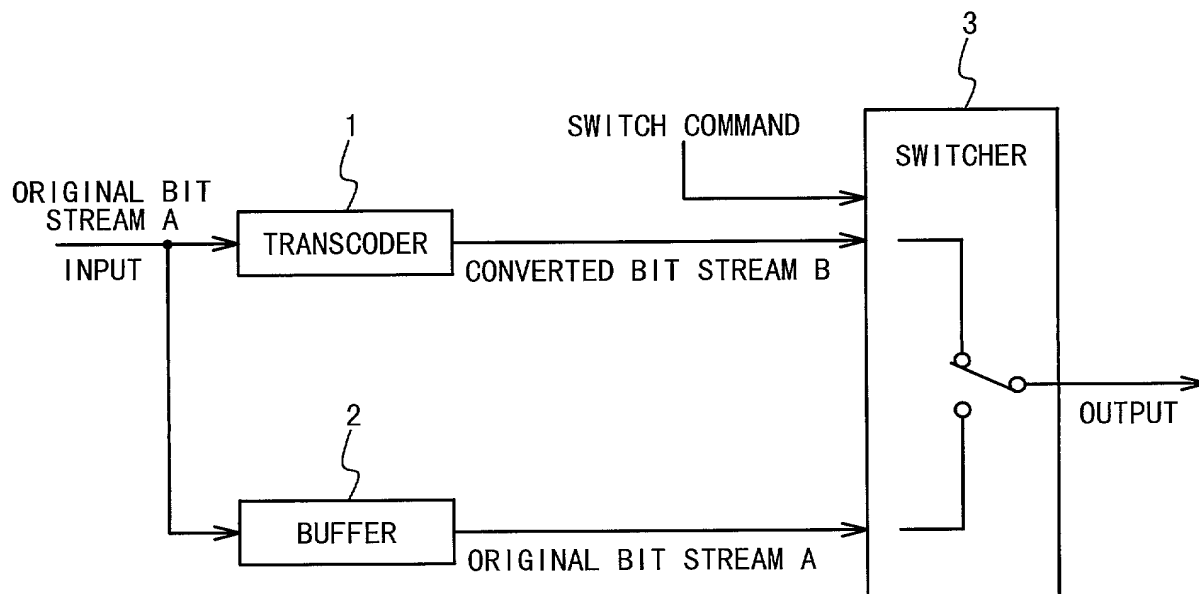 3
SWITCH COMMAND
1
SWITCHER
ORIGINAL BIT
STREAM A
TRANSCODER
INPUT
CONVERTED BIT STREAM B
OUTPUT
2
BUFFER
ORIGINAL BIT STREAM A